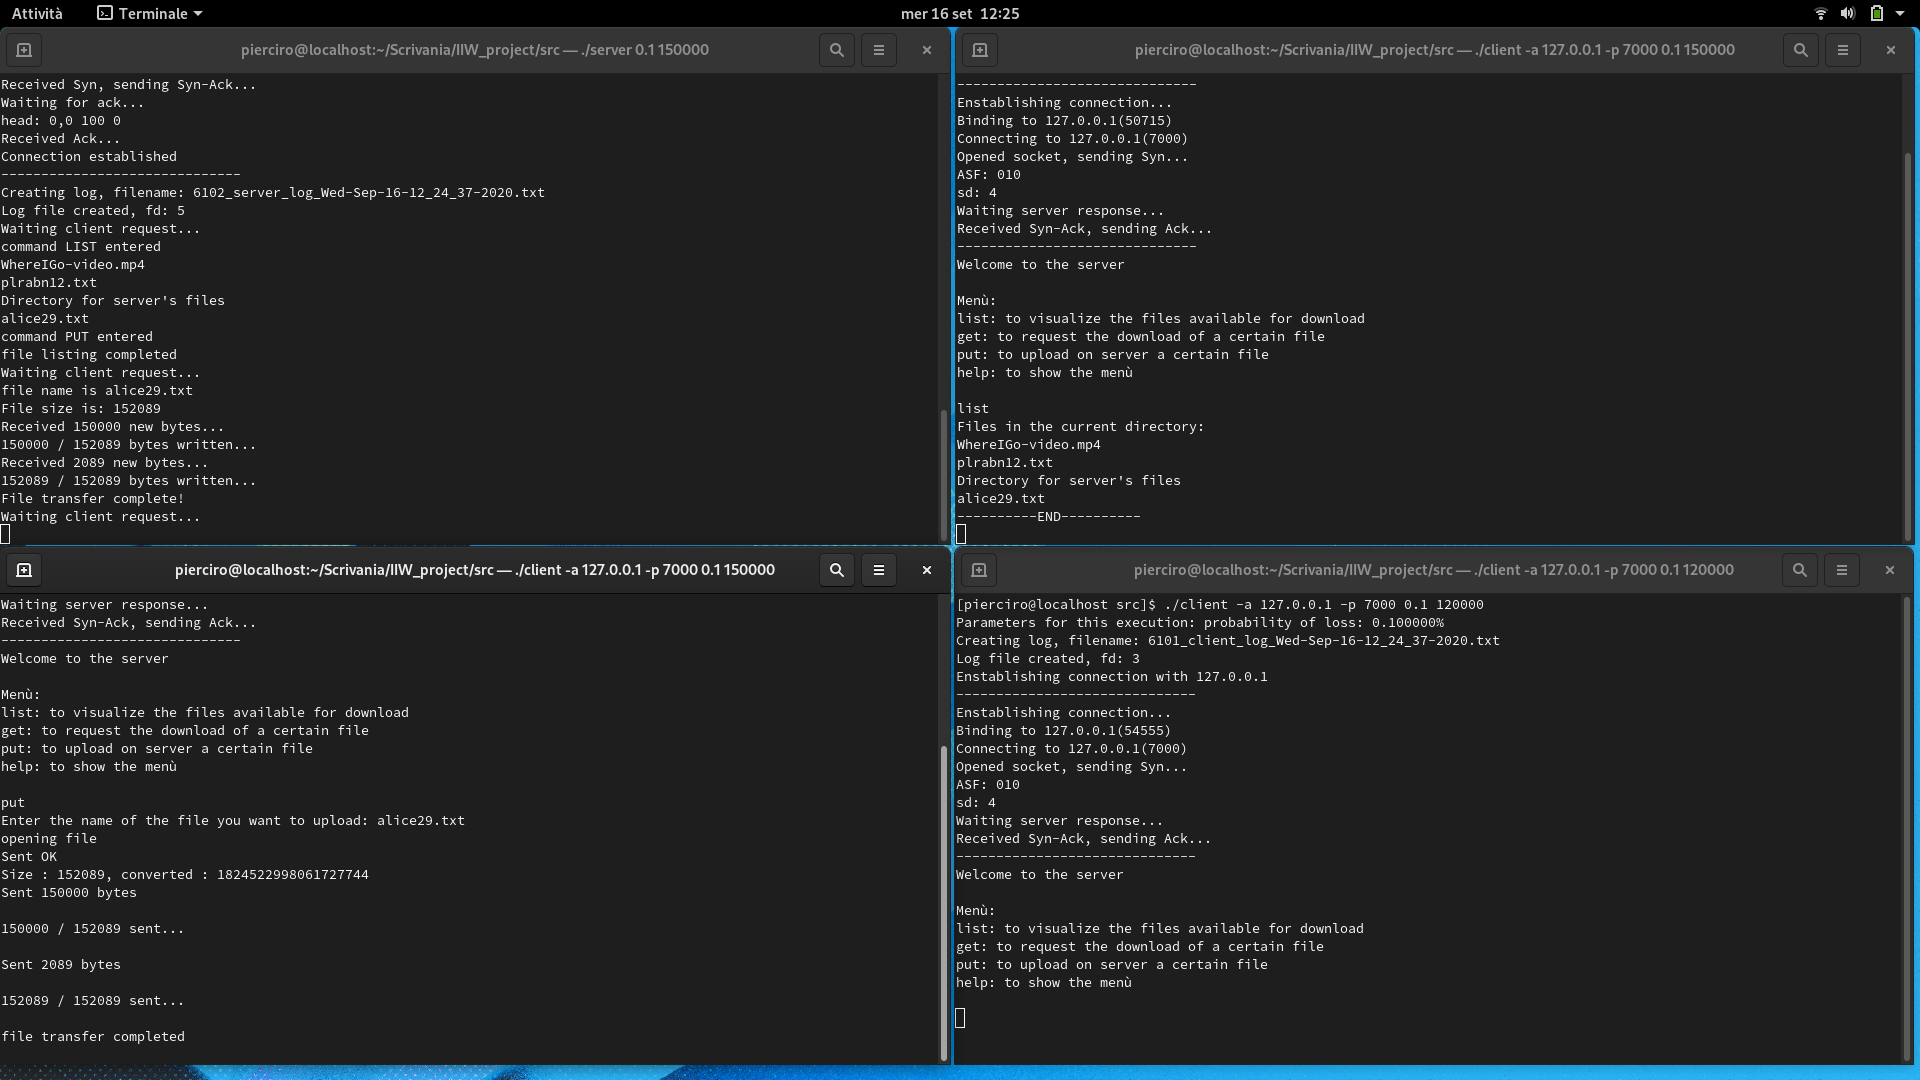 Attività Terminale mer 16 set 12:25
pierciro@localhost:~/Scrivania/IIW_project/src — ./server 0.1 150000
Received Syn, sending Syn-Ack...
Waiting for ack...
head: 0,0 100 0
Received Ack...
Connection established
------------------------------
Creating log, filename: 6102_server_log_Wed-Sep-16-12_24_37-2020.txt
Log file created, fd: 5
Waiting client request...
command LIST entered
WhereIGo-video.mp4
plrabn12.txt
Directory for server's files
alice29.txt
command PUT entered
file listing completed
Waiting client request...
file name is alice29.txt
File size is: 152089
Received 150000 new bytes...
150000 / 152089 bytes written...
Received 2089 new bytes...
152089 / 152089 bytes written...
File transfer complete!
Waiting client request...
pierciro@localhost:~/Scrivania/IIW_project/src — ./client -a 127.0.0.1 -p 7000 0.1 150000
------------------------------
Enstablishing connection...
Binding to 127.0.0.1(50715)
Connecting to 127.0.0.1(7000)
Opened socket, sending Syn...
ASF: 010
sd: 4
Waiting server response...
Received Syn-Ack, sending Ack...
------------------------------
Welcome to the server
Menù:
list: to visualize the files available for download
get: to request the download of a certain file
put: to upload on server a certain file
help: to show the menù
list
Files in the current directory:
WhereIGo-video.mp4
plrabn12.txt
Directory for server's files
alice29.txt
----------END----------
pierciro@localhost:~/Scrivania/IIW_project/src — ./client -a 127.0.0.1 -p 7000 0.1 150000
Waiting server response...
Received Syn-Ack, sending Ack...
------------------------------
Welcome to the server
Menù:
list: to visualize the files available for download
get: to request the download of a certain file
put: to upload on server a certain file
help: to show the menù
put
Enter the name of the file you want to upload: alice29.txt
opening file
Sent OK
Size : 152089, converted : 1824522998061727744
Sent 150000 bytes
150000 / 152089 sent...
Sent 2089 bytes
152089 / 152089 sent...
file transfer completed
pierciro@localhost:~/Scrivania/IIW_project/src — ./client -a 127.0.0.1 -p 7000 0.1 120000
[pierciro@localhost src]$ ./client -a 127.0.0.1 -p 7000 0.1 120000
Parameters for this execution: probability of loss: 0.100000%
Creating log, filename: 6101_client_log_Wed-Sep-16-12_24_37-2020.txt
Log file created, fd: 3
Enstablishing connection with 127.0.0.1
------------------------------
Enstablishing connection...
Binding to 127.0.0.1(54555)
Connecting to 127.0.0.1(7000)
Opened socket, sending Syn...
ASF: 010
sd: 4
Waiting server response...
Received Syn-Ack, sending Ack...
------------------------------
Welcome to the server
Menù:
list: to visualize the files available for download
get: to request the download of a certain file
put: to upload on server a certain file
help: to show the menù